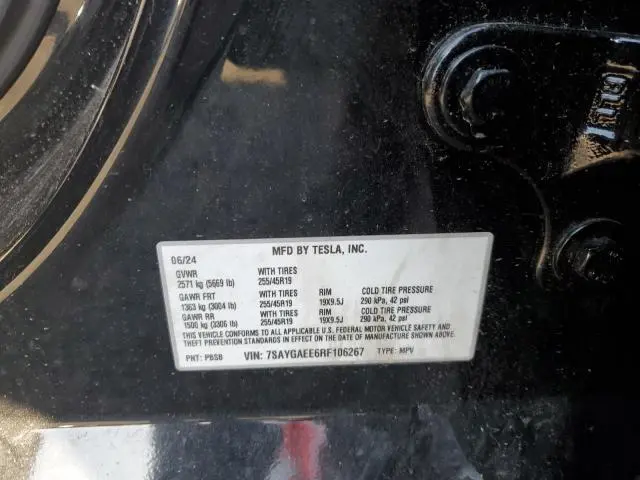 MFD BY TESLA, INC.
06/24
GVWR WITH TIRES
2571 kg (5669 lb) 255/45R19
GAWR FRT WITH TIRES RIM COLD TIRE PRESSURE
1363 kg (3004 lb) 255/45R19 19X9.5J 290 kPa, 42 psi
GAWR RR WITH TIRES RIM COLD TIRE PRESSURE
1500 kg (3306 lb) 255/45R19 19X9.5J 290 kPa, 42 psi
THIS VEHICLE CONFORMS TO ALL APPLICABLE U.S. FEDERAL MOTOR VEHICLE SAFETY AND
THEFT PREVENTION STANDARDS IN EFFECT ON THE DATE OF MANUFACTURE SHOWN ABOVE.
PNT: PBSB VIN: 7SAYGAEE6RF106267 TYPE: MPV